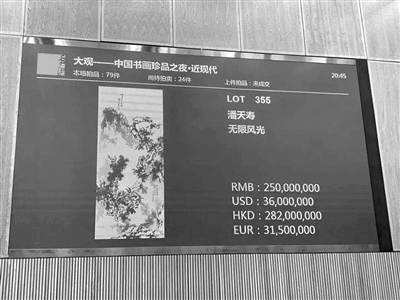 大观——中国书画珍品之夜·近现代
本场拍品：79件 尚待拍卖：24件 上件拍品：未成交 20:45
LOT 355
潘天寿
无限风光
RMB：250,000,000
USD：36,000,000
HKD：282,000,000
EUR：31,500,000